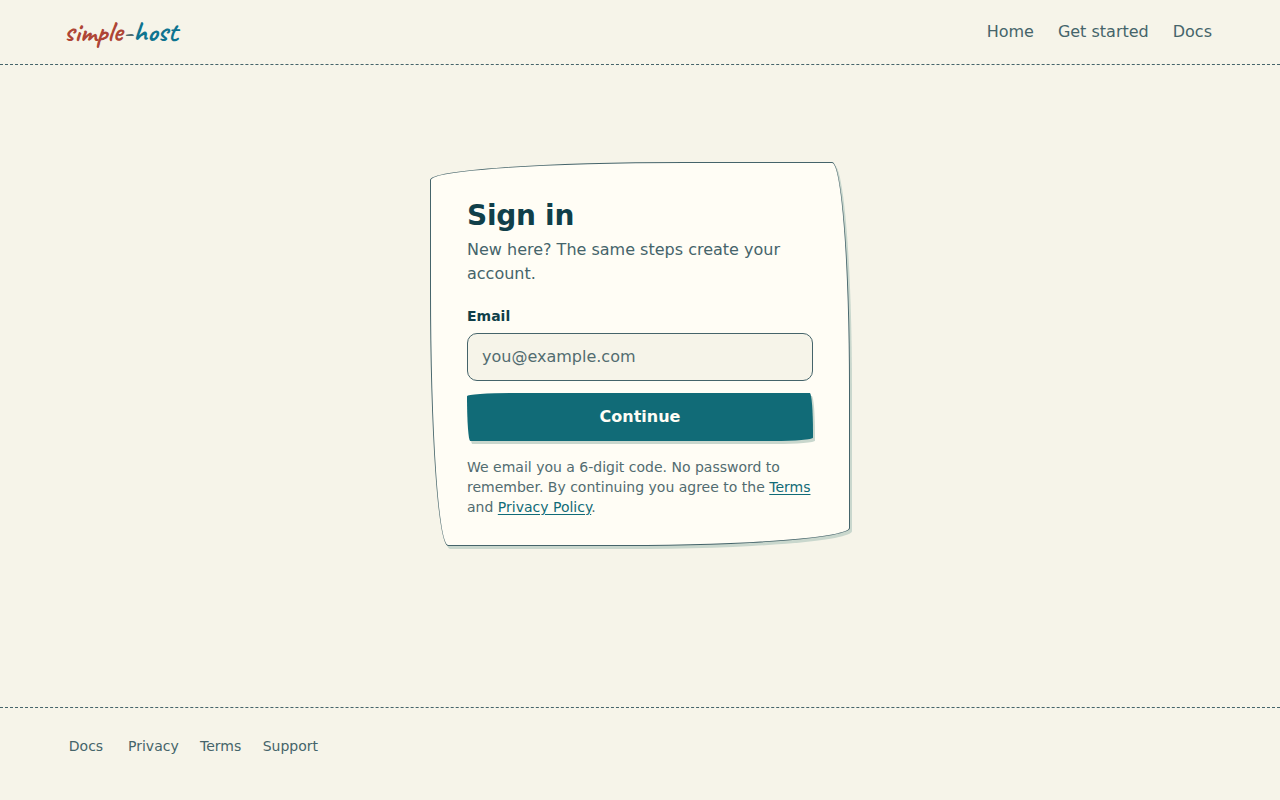 simple-host
Home
Get started
Docs
Sign in
New here? The same steps create your
account.
Email
you@example.com
Continue
We email you a 6-digit code. No password to
remember. By continuing you agree to the Terms
and Privacy Policy.
Docs
Privacy
Terms
Support